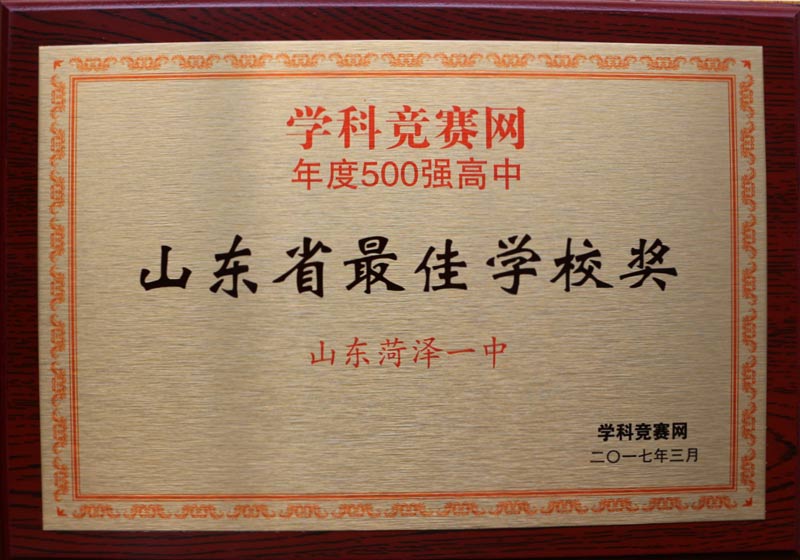 学科竞赛网
年度500强高中
山东省最佳学校奖
山东菏泽一中
学科竞赛网
二〇一七年三月